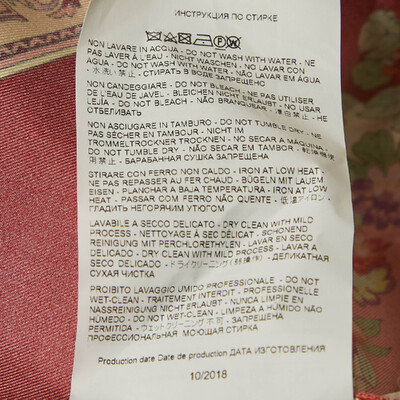 ИНСТРУКЦИЯ ПО СТИРКЕ
NON LAVARE IN ACQUA - DO NOT WASH WITH WATER - NE
PAS LAVER À L'EAU - NICHT WASCHEN - NO LAVAR CON
AGUA - DO NOT WASH WITH WATER - NÃO LAVAR EM ÁGUA
- 水洗い禁止 - СТИРАТЬ В ВОДЕ ЗАПРЕЩЕНО
NON CANDEGGIARE - DO NOT BLEACH - NE PAS UTILISER
DE L'EAU DE JAVEL - BLEICHEN NICHT ERLAUBT - NO USAR
LEJÍA - DO NOT BLEACH - NÃO BRANQUEAR - 漂白禁止 - НЕ
ОТБЕЛИВАТЬ
NON ASCIUGARE IN TAMBURO - DO NOT TUMBLE DRY - NE
PAS SÉCHER EN TAMBOUR - NICHT IM
TROMMELTROCKNER TROCKNEN - NO SECAR A MÁQUINA -
DO NOT TUMBLE DRY - NÃO SECAR EM TAMBOR - 乾燥機使
用禁止 - БАРАБАННАЯ СУШКА ЗАПРЕЩЕНА
STIRARE CON FERRO NON CALDO - IRON AT LOW HEAT -
NE PAS REPASSER AU FER CHAUD - BÜGELN MIT LAUEM
EISEN - PLANCHAR A BAJA TEMPERATURA - IRON AT LOW
HEAT - PASSAR COM FERRO NÃO QUENTE - 低温アイロン -
ГЛАДИТЬ НЕГОРЯЧИМ УТЮГОМ
LAVABILE A SECCO DELICATO - DRY CLEAN WITH MILD
PROCESS - NETTOYAGE À SEC DÉLICAT - SCHONEND
REINIGUNG MIT PERCHLORETHYLEN - LAVAR EN SECO
DELICADO - DRY CLEAN WITH MILD PROCESS - LAVAR A
SECO DELICADO - ドライクリーニング - ДЕЛИКАТНАЯ
СУХАЯ ЧИСТКА
PROIBITO LAVAGGIO UMIDO PROFESSIONALE - DO NOT
WET-CLEAN - TRAITEMENT INTERDIT - PROFESSIONELLE
NASSREINIGUNG NICHT ERLAUBT - NUNCA LIMPIE EN
HÚMEDO - DO NOT WET-CLEAN - LIMPEZA A HÚMIDO NÃO
PERMITIDA - ウェットクリーニング不可 - ЗАПРЕЩЕНА
ПРОФЕССИОНАЛЬНАЯ МОЮЩАЯ СТИРКА
Production date Date de production ДАТА ИЗГОТОВЛЕНИЯ
10/2018